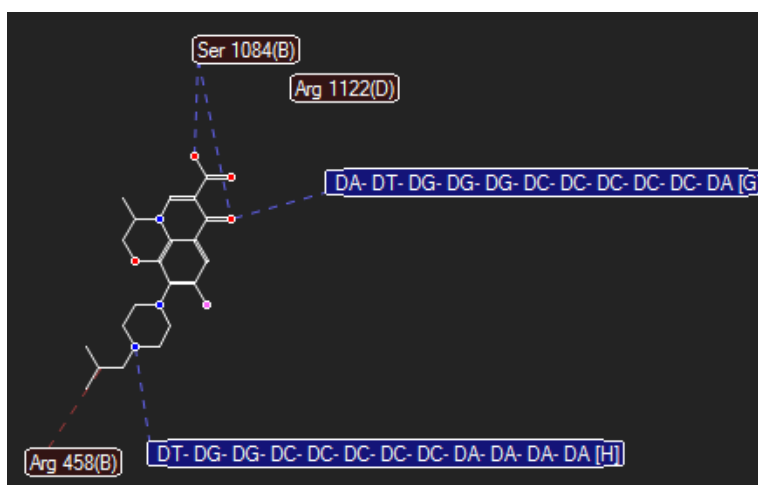 Ser 1084(B)
Arg 1122(D)
DA- DT- DG- DG- DG- DC- DC- DC- DC- DC- DA [G]
Arg 458(B)
DT- DG- DG- DC- DC- DC- DC- DC- DA- DA- DA- DA [H]